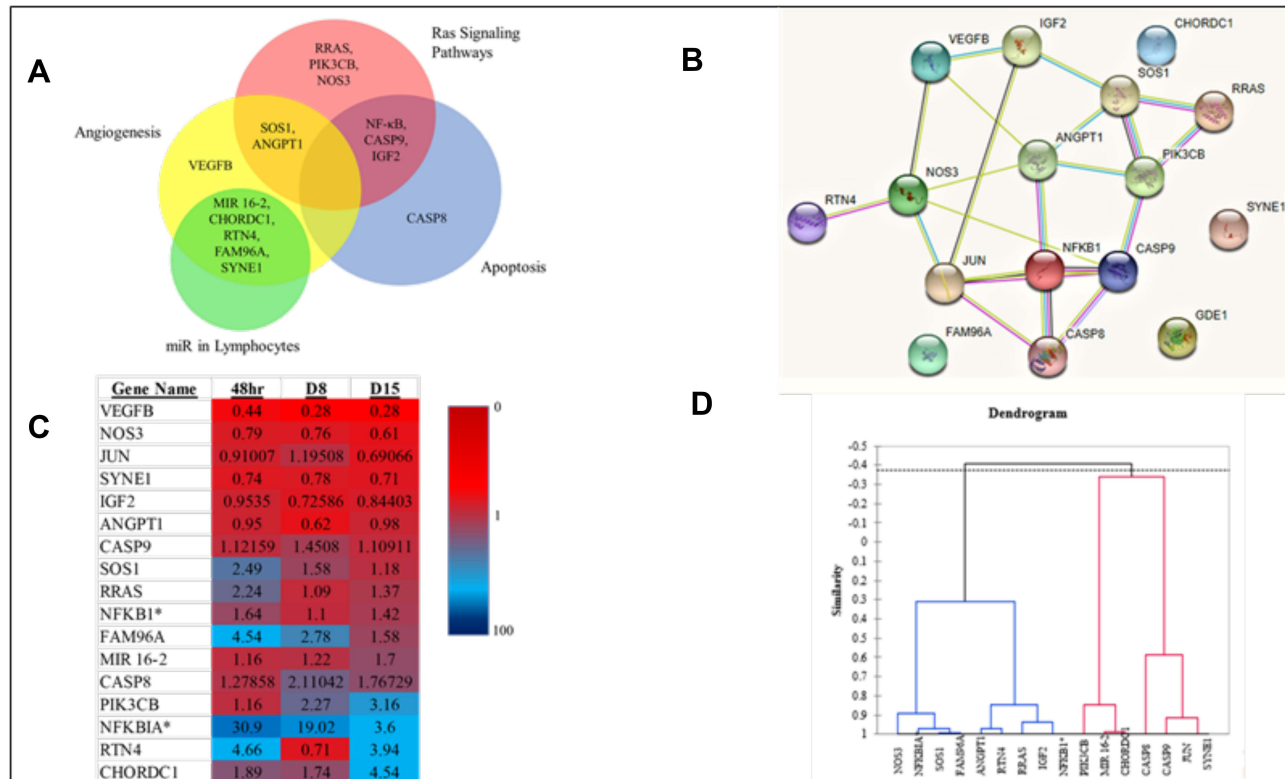 A
Ras Signaling
Pathways
RRAS,
PIK3CB,
NOS3
Angiogenesis
SOS1,
ANGPT1
NF-κB,
CASP9,
IGF2
VEGFB
CASP8
MIR 16-2,
CHORDC1,
RTN4,
FAM96A,
SYNE1
Apoptosis
miR in Lymphocytes
B
VEGFB
IGF2
CHORDC1
SOS1
RRAS
ANGPT1
PIK3CB
NOS3
RTN4
SYNE1
NFKB1
CASP9
JUN
GDE1
FAM96A
CASP8
C
Gene Name 48hr D8 D15
VEGFB 0.44 0.28 0.28
NOS3 0.79 0.76 0.61
JUN 0.91007 1.19508 0.69066
SYNE1 0.74 0.78 0.71
IGF2 0.9535 0.72586 0.84403
ANGPT1 0.95 0.62 0.98
CASP9 1.12159 1.4508 1.10911
SOS1 2.49 1.58 1.18
RRAS 2.24 1.09 1.37
NFKB1* 1.64 1.1 1.42
FAM96A 4.54 2.78 1.58
MIR 16-2 1.16 1.22 1.7
CASP8 1.27858 2.11042 1.76729
PIK3CB 1.16 2.27 3.16
NFKBIA* 30.9 19.02 3.6
RTN4 4.66 0.71 3.94
CHORDC1 1.89 1.74 4.54
0
1
100
D
Dendrogram
Similarity
-0.5
-0.4
-0.3
-0.2
-0.1
0
0.1
0.2
0.3
0.4
0.5
0.6
0.7
0.8
0.9
1
NOS3
NFKBIA
SOS1
FAM96A
ANGPT1
RTN4
RRAS
IGF2
NFKB1*
PIK3CB
MIR 16-2
CHORDC1
CASP8
CASP9
JUN
SYNE1